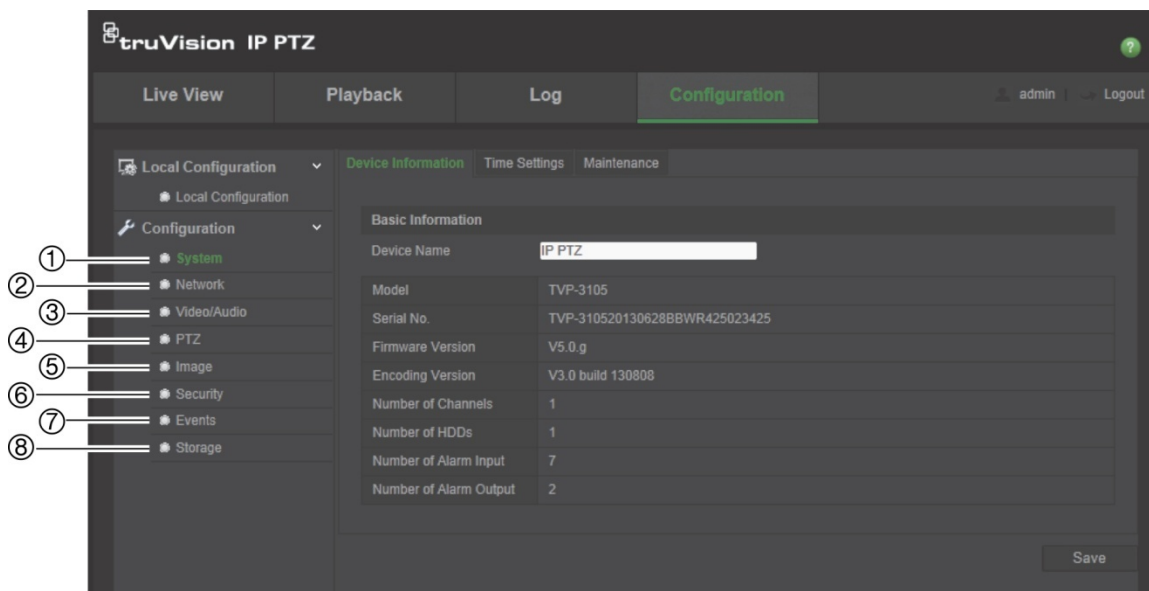 truVision IP PTZ
?
Live View Playback Log Configuration admin | Logout
Local Configuration
Local Configuration
Configuration
① System
② Network
③ Video/Audio
④ PTZ
⑤ Image
⑥ Security
⑦ Events
⑧ Storage
Device Information Time Settings Maintenance
Basic Information
Device Name IP PTZ
Model TVP-3105
Serial No. TVP-310520130628BBWR425023425
Firmware Version V5.0.g
Encoding Version V3.0 build 130808
Number of Channels 1
Number of HDDs 1
Number of Alarm Input 7
Number of Alarm Output 2
Save